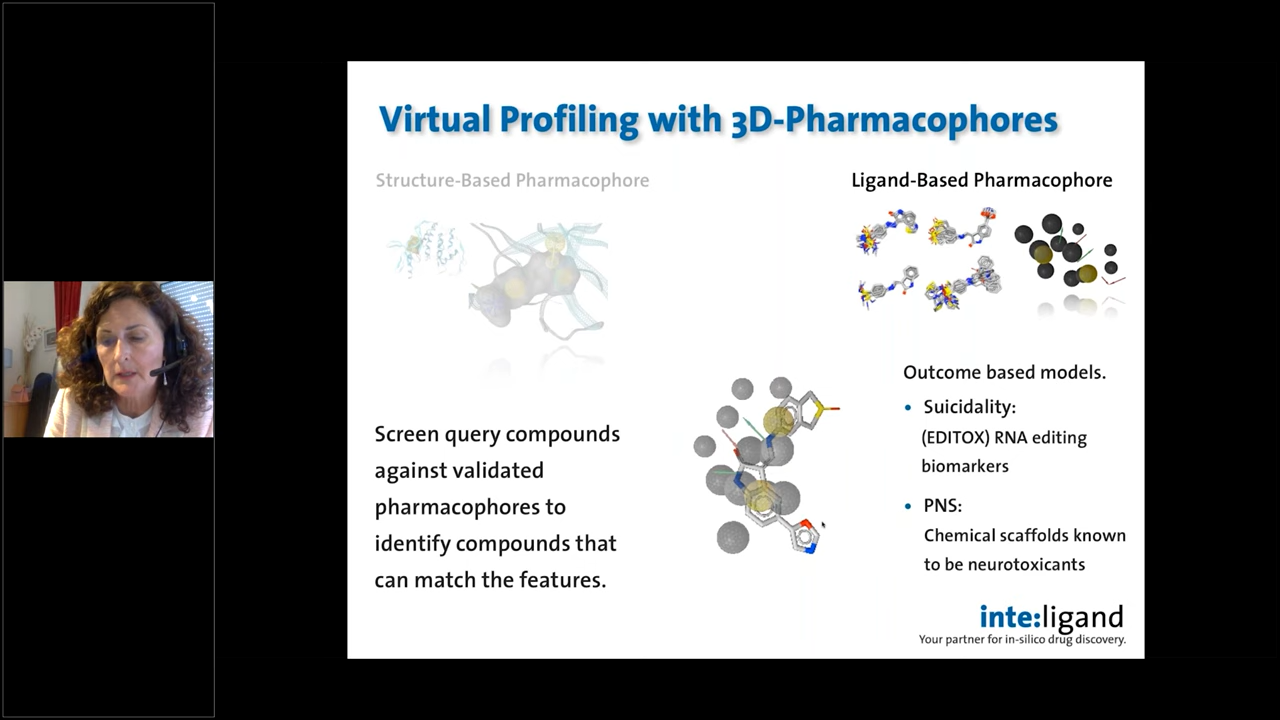 Virtual Profiling with 3D-Pharmacophores
Structure-Based Pharmacophore
Ligand-Based Pharmacophore
Screen query compounds
against validated
pharmacophores to
identify compounds that
can match the features.
Outcome based models.
• Suicidality:
(EDITOX) RNA editing
biomarkers
• PNS:
Chemical scaffolds known
to be neurotoxicants
inte:ligand
Your partner for in-silico drug discovery.